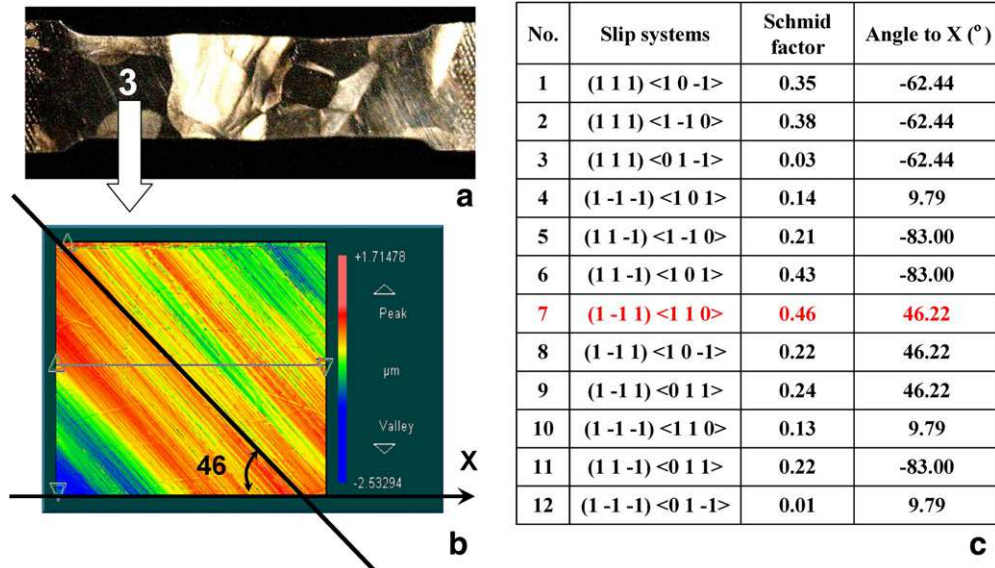 3
a
+1.71478
Peak
µm
Valley
-2.53294
46
X
b
No. Slip systems Schmid factor Angle to X (o)
1 (1 1 1) <1 0 -1> 0.35 -62.44
2 (1 1 1) <1 -1 0> 0.38 -62.44
3 (1 1 1) <0 1 -1> 0.03 -62.44
4 (1 -1 -1) <1 0 1> 0.14 9.79
5 (1 1 -1) <1 -1 0> 0.21 -83.00
6 (1 1 -1) <1 0 1> 0.43 -83.00
7 (1 -1 1) <1 1 0> 0.46 46.22
8 (1 -1 1) <1 0 -1> 0.22 46.22
9 (1 -1 1) <0 1 1> 0.24 46.22
10 (1 -1 -1) <1 1 0> 0.13 9.79
11 (1 1 -1) <0 1 1> 0.22 -83.00
12 (1 -1 -1) <0 1 -1> 0.01 9.79
c